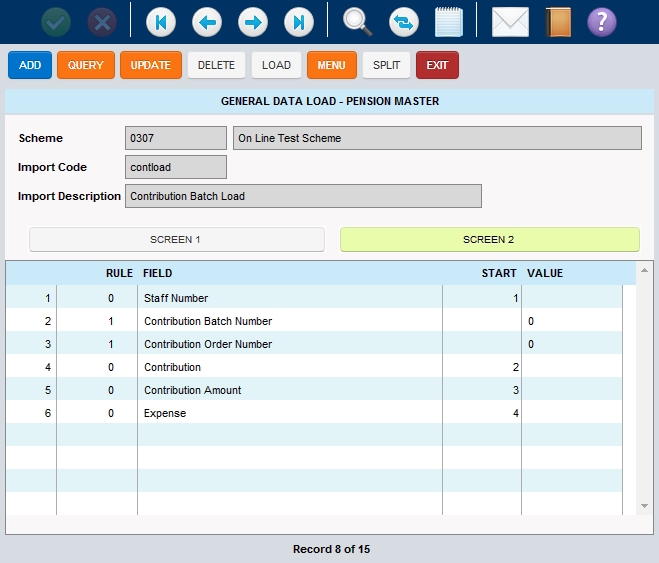 ADD QUERY UPDATE DELETE LOAD MENU SPLIT EXIT
GENERAL DATA LOAD - PENSION MASTER
Scheme 0307 On Line Test Scheme
Import Code contload
Import Description Contribution Batch Load
SCREEN 1 SCREEN 2
RULE FIELD START VALUE
1 0 Staff Number 1
2 1 Contribution Batch Number 0
3 1 Contribution Order Number 0
4 0 Contribution 2
5 0 Contribution Amount 3
6 0 Expense 4
Record 8 of 15